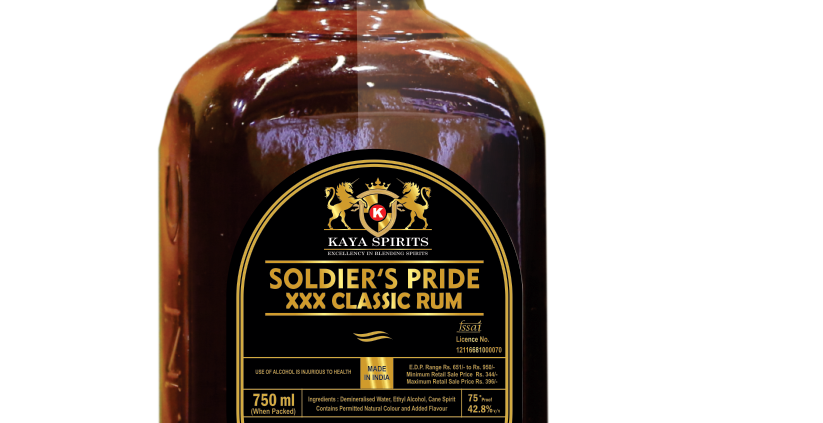 K
KAYA SPIRITS
EXCELLENCY IN BLENDING SPIRITS
SOLDIER'S PRIDE
XXX CLASSIC RUM
fssai
Licence No.
12116681000070
USE OF ALCOHOL IS INJURIOUS TO HEALTH
MADE
IN INDIA
E.D.P. Range Rs. 651/- to Rs. 950/-
Minimum Retail Sale Price Rs. 344/-
Maximum Retail Sale Price Rs. 396/-
750 ml
(When Packed)
Ingredients : Demineralised Water, Ethyl Alcohol, Cane Spirit
Contains Permitted Natural Colour and Added Flavour
75° Proof
42.8% v/v